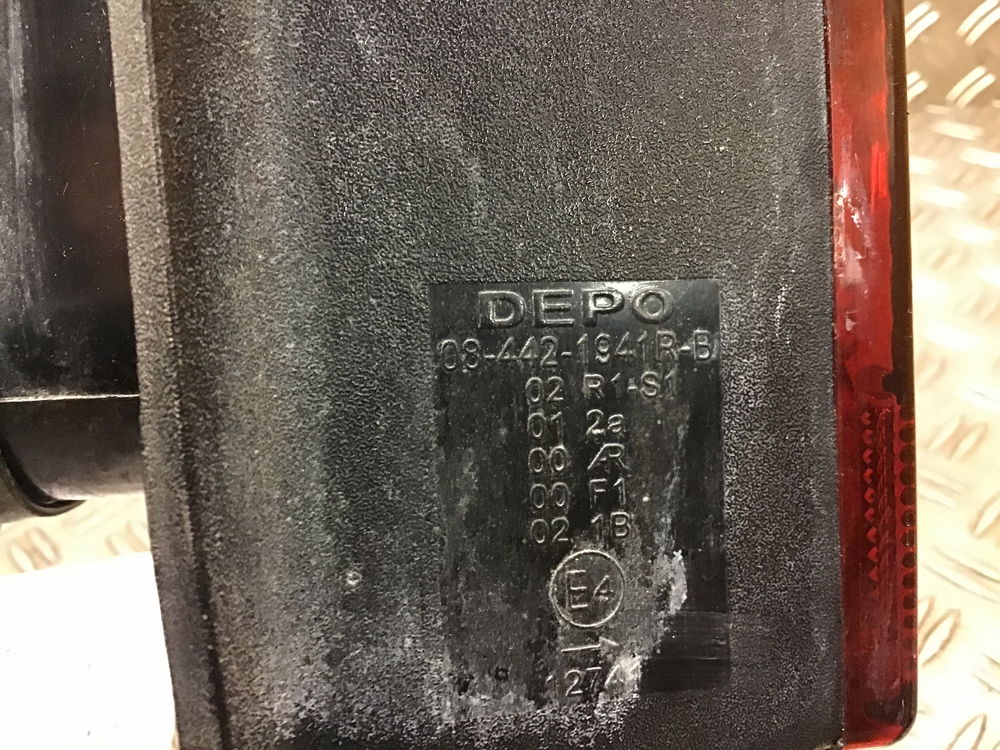 DEPO
08-442-1941R-B
02 R1-S1
01 2a
00 AR
00 F1
02 1B
E4
→